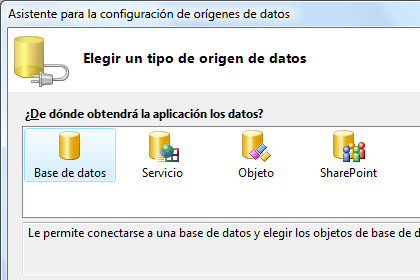 Asistente para la configuración de orígenes de datos
Elegir un tipo de origen de datos
¿De dónde obtendrá la aplicación los datos?
Base de datos Servicio Objeto SharePoint
Le permite conectarse a una base de datos y elegir los objetos de base de d